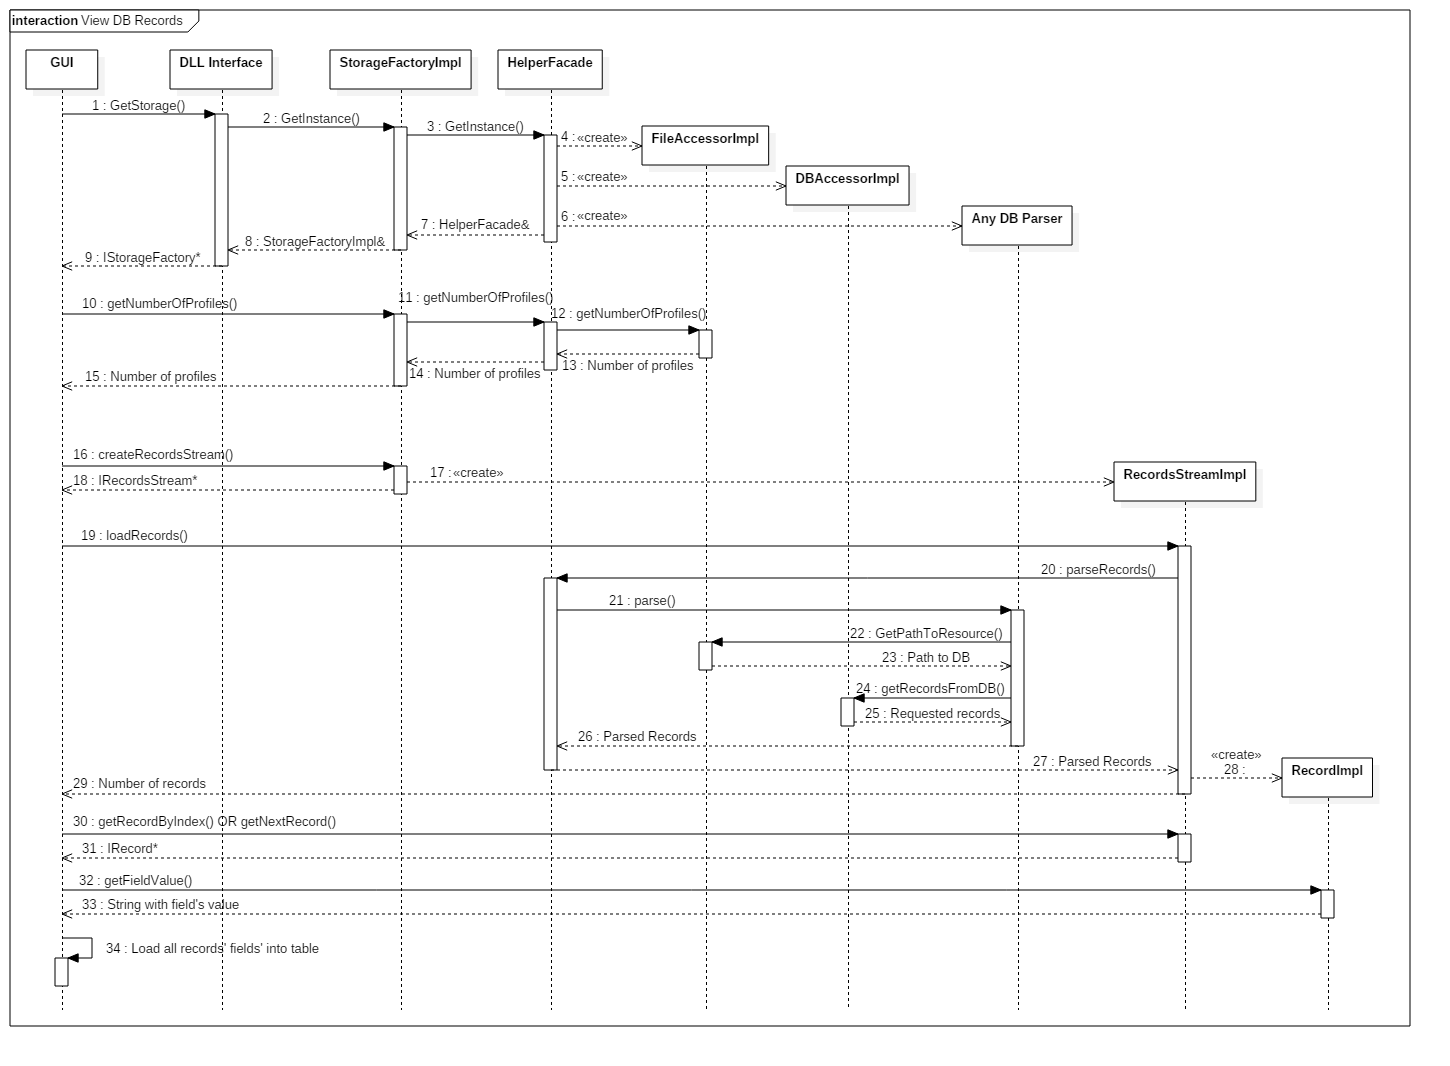 interaction View DB Records
GUI
DLL Interface
StorageFactoryImpl
HelperFacade
1 : GetStorage()
2 : GetInstance()
3 : GetInstance()
4 : «create»
FileAccessorImpl
5 : «create»
DBAccessorImpl
6 : «create»
Any DB Parser
7 : HelperFacade&
8 : StorageFactoryImpl&
9 : IStorageFactory*
10 : getNumberOfProfiles()
11 : getNumberOfProfiles()
12 : getNumberOfProfiles()
13 : Number of profiles
14 : Number of profiles
15 : Number of profiles
16 : createRecordsStream()
17 : «create»
RecordsStreamImpl
18 : IRecordsStream*
19 : loadRecords()
20 : parseRecords()
21 : parse()
22 : GetPathToResource()
23 : Path to DB
24 : getRecordsFromDB()
25 : Requested records
26 : Parsed Records
27 : Parsed Records
«create»
28 :
RecordImpl
29 : Number of records
30 : getRecordByIndex() OR getNextRecord()
31 : IRecord*
32 : getFieldValue()
33 : String with field's value
34 : Load all records' fields' into table